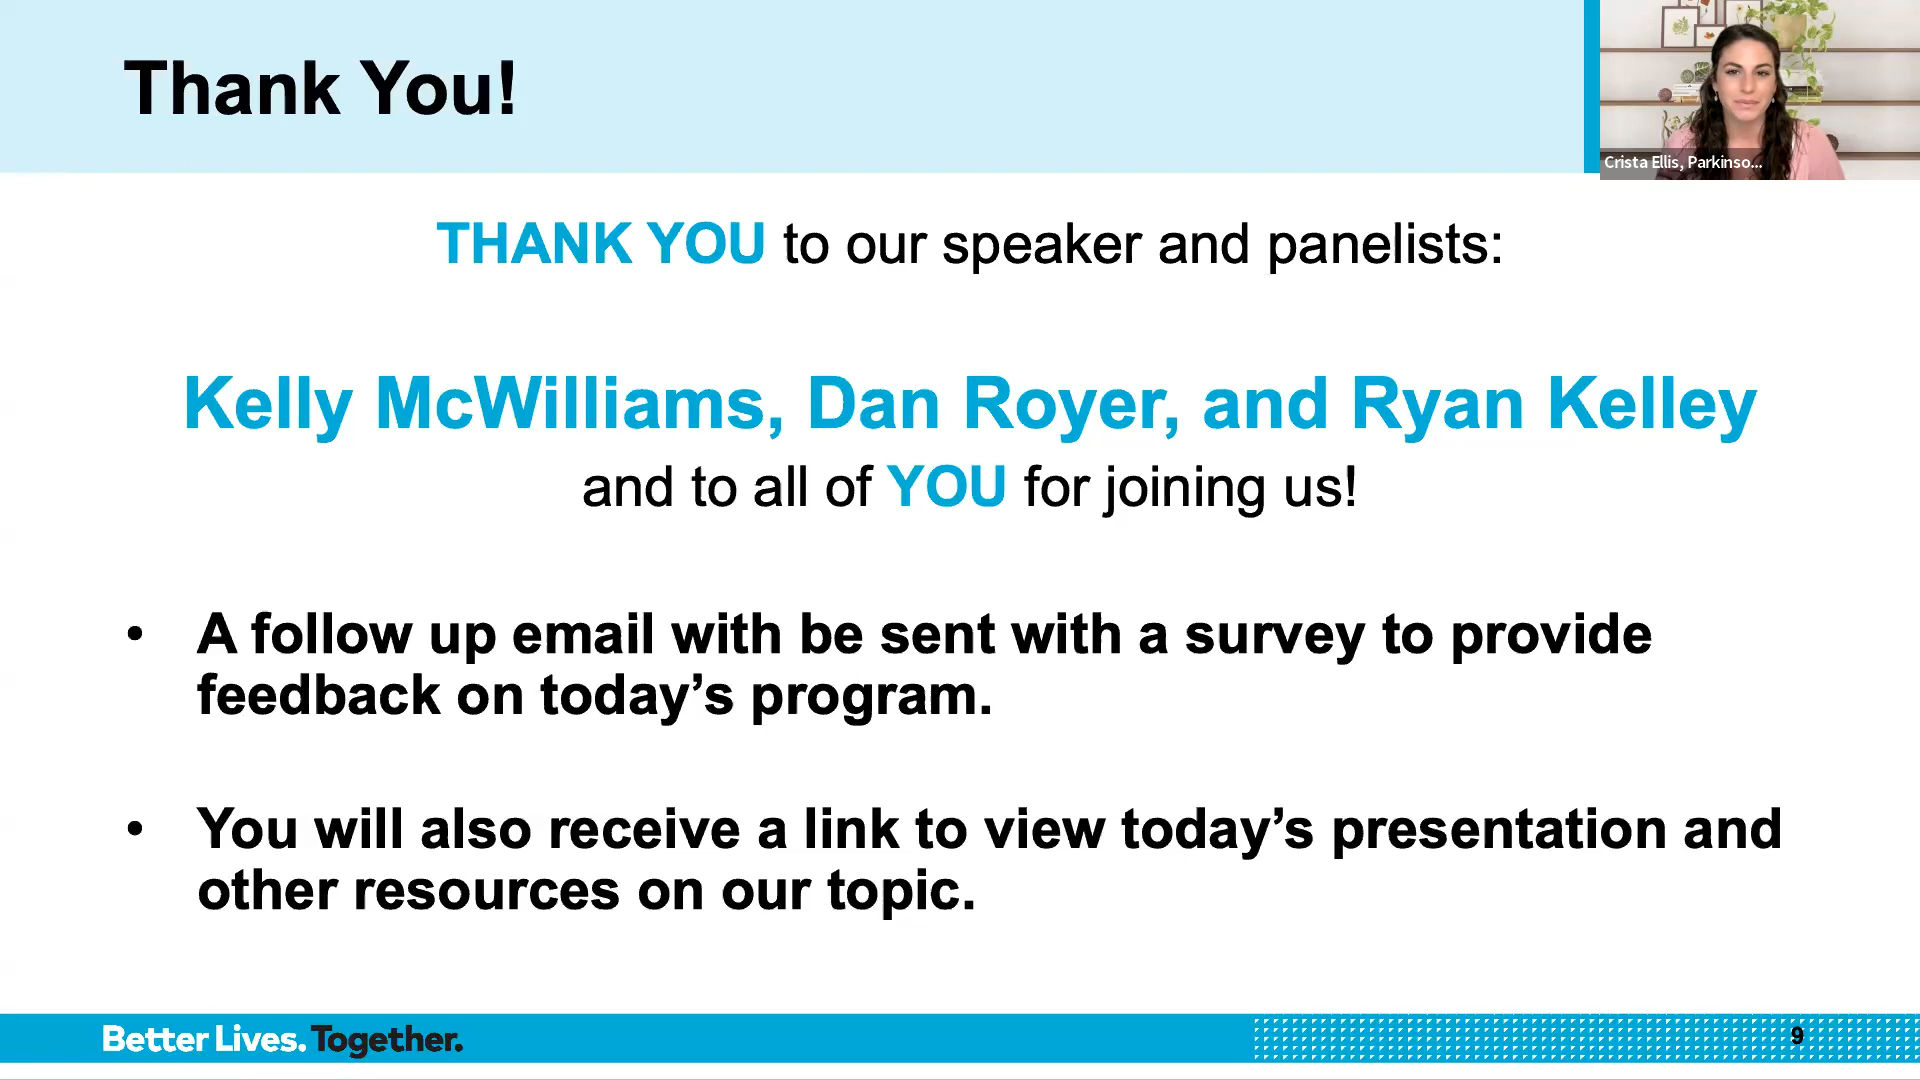 Thank You!
Crista Ellis, Parkinso...
THANK YOU to our speaker and panelists:
Kelly McWilliams, Dan Royer, and Ryan Kelley
and to all of YOU for joining us!
• A follow up email with be sent with a survey to provide
feedback on today’s program.
• You will also receive a link to view today’s presentation and
other resources on our topic.
Better Lives. Together.
9